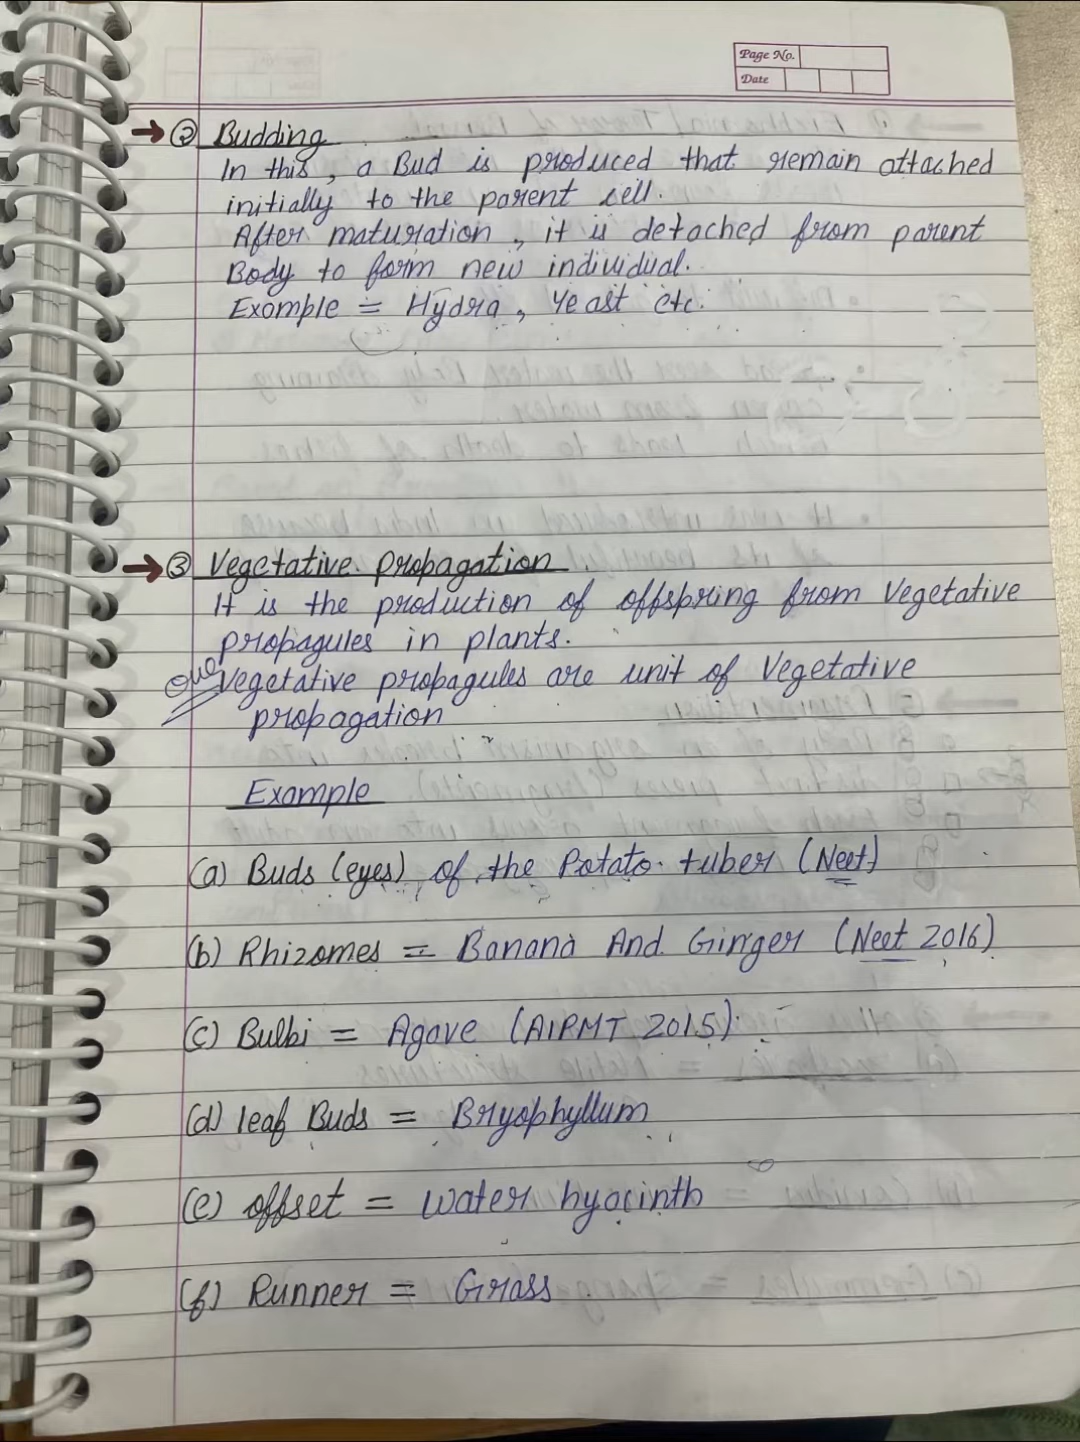 Page No.
Date
→ ② Budding
In this, a Bud is produced that remain attached
initially to the parent cell.
After maturation, it is detached from parent
Body to form new individual.
Example = Hydra, Yeast etc.
→ ③ Vegetative propagation
It is the production of offspring from Vegetative
propagules in plants.
Que Vegetative propagules are unit of Vegetative
propagation
Example
(a) Buds (eyes) of the Potato tuber (Neet)
(b) Rhizomes = Banana And Ginger (Neet 2016)
(c) Bulbi = Agave (AIPMT 2015)
(d) leaf Buds = Bryophyllum
(e) offset = water hyacinth
(f) Runner = Grass